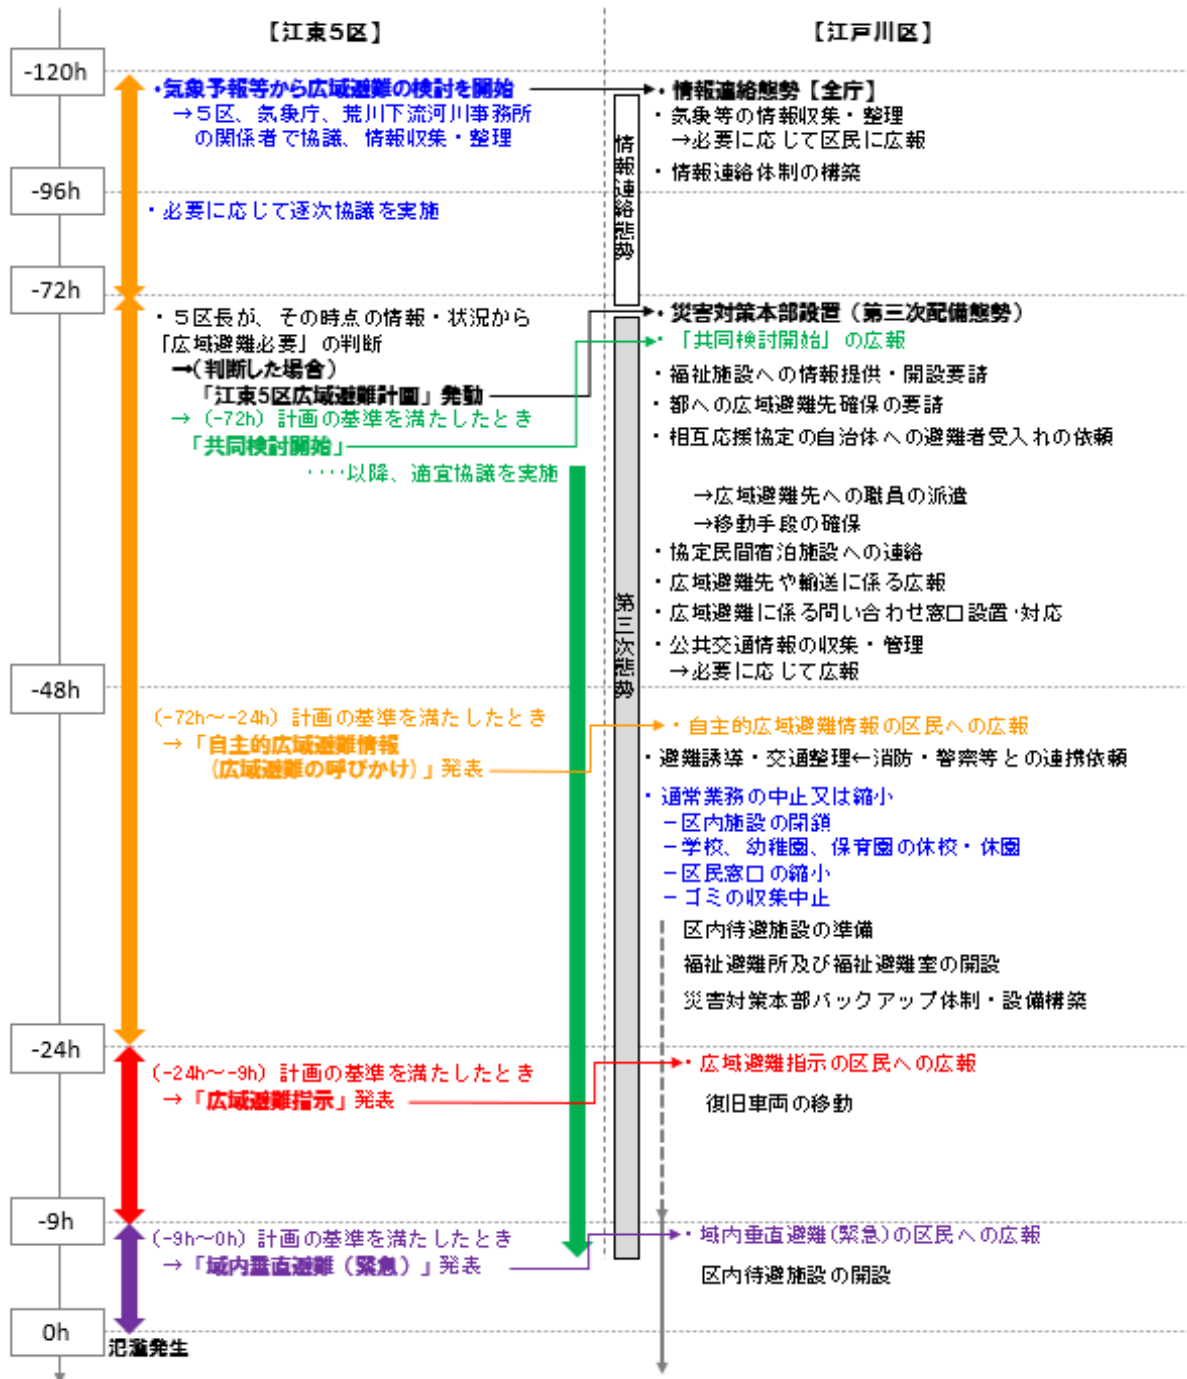 【江東5区】
【江戸川区】
-120h
・気象予報等から広域避難の検討を開始
→5区、気象庁、荒川下流河川事務所
の関係者で協議、情報収集・整理
・情報連絡態勢【全庁】
・気象等の情報収集・整理
→必要に応じて区民に広報
・情報連絡体制の構築
情報連絡態勢
-96h
・必要に応じて逐次協議を実施
-72h
・5区長が、その時点の情報・状況から
「広域避難必要」の判断
→(判断した場合)
「江東5区広域避難計画」発動
→ (-72h) 計画の基準を満たしたとき
「共同検討開始」
‥‥以降、適宜協議を実施
・災害対策本部設置(第三次配備態勢)
・「共同検討開始」の広報
・福祉施設への情報提供・開設要請
・都への広域避難先確保の要請
・相互応援協定の自治体への避難者受入れの依頼
→広域避難先への職員の派遣
→移動手段の確保
・協定民間宿泊施設への連絡
・広域避難先や輸送に係る広報
・広域避難に係る問い合わせ窓口設置・対応
・公共交通情報の収集・管理
→必要に応じて広報
第三次態勢
-48h
(-72h～-24h) 計画の基準を満たしたとき
→「自主的広域避難情報
(広域避難の呼びかけ)」発表
・自主的広域避難情報の区民への広報
・避難誘導・交通整理←消防・警察等との連携依頼
・通常業務の中止又は縮小
－区内施設の閉鎖
－学校、幼稚園、保育園の休校・休園
－区民窓口の縮小
－ゴミの収集中止
区内待避施設の準備
福祉避難所及び福祉避難室の開設
災害対策本部バックアップ体制・設備構築
-24h
(-24h～-9h) 計画の基準を満たしたとき
→「広域避難指示」発表
・広域避難指示の区民への広報
復旧車両の移動
-9h
(-9h～0h) 計画の基準を満たしたとき
→「域内垂直避難(緊急)」発表
・域内垂直避難(緊急)の区民への広報
区内待避施設の開設
0h
氾濫発生